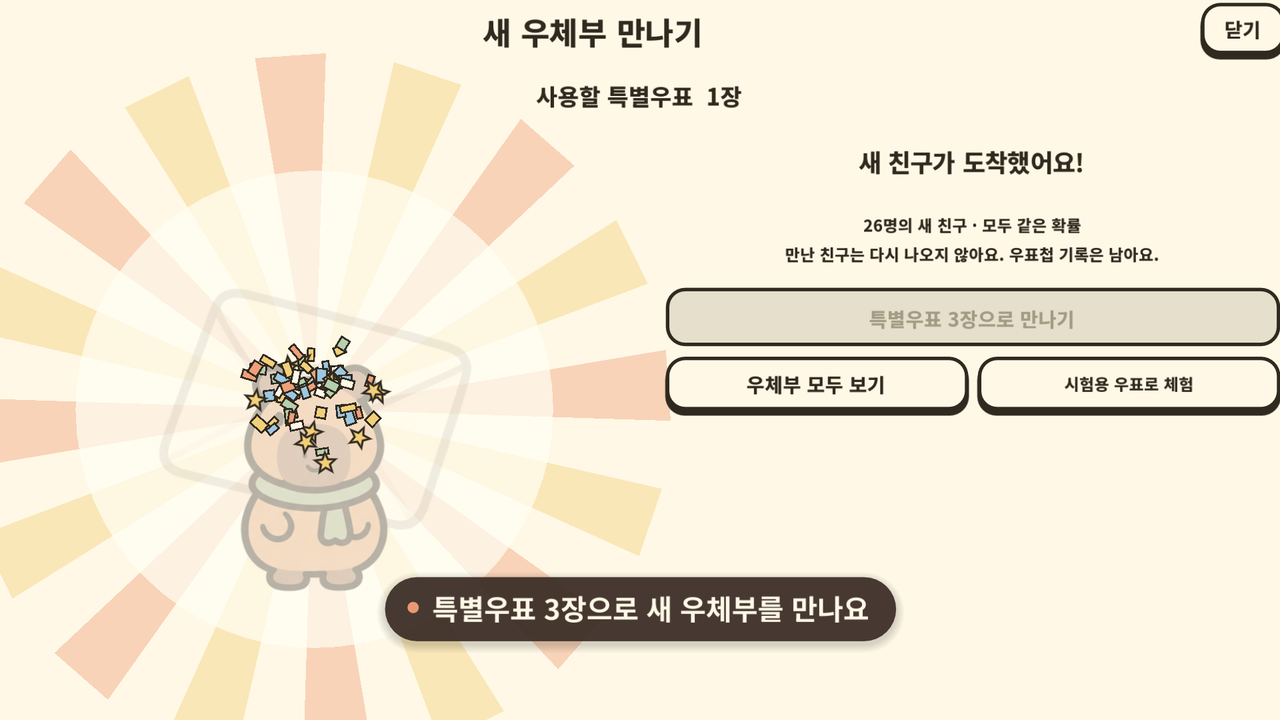 새 우체부 만나기
닫기
사용할 특별우표 1장
새 친구가 도착했어요!
26명의 새 친구 · 모두 같은 확률
만난 친구는 다시 나오지 않아요. 우표첩 기록은 남아요.
특별우표 3장으로 만나기
우체부 모두 보기
시험용 우표로 체험
특별우표 3장으로 새 우체부를 만나요